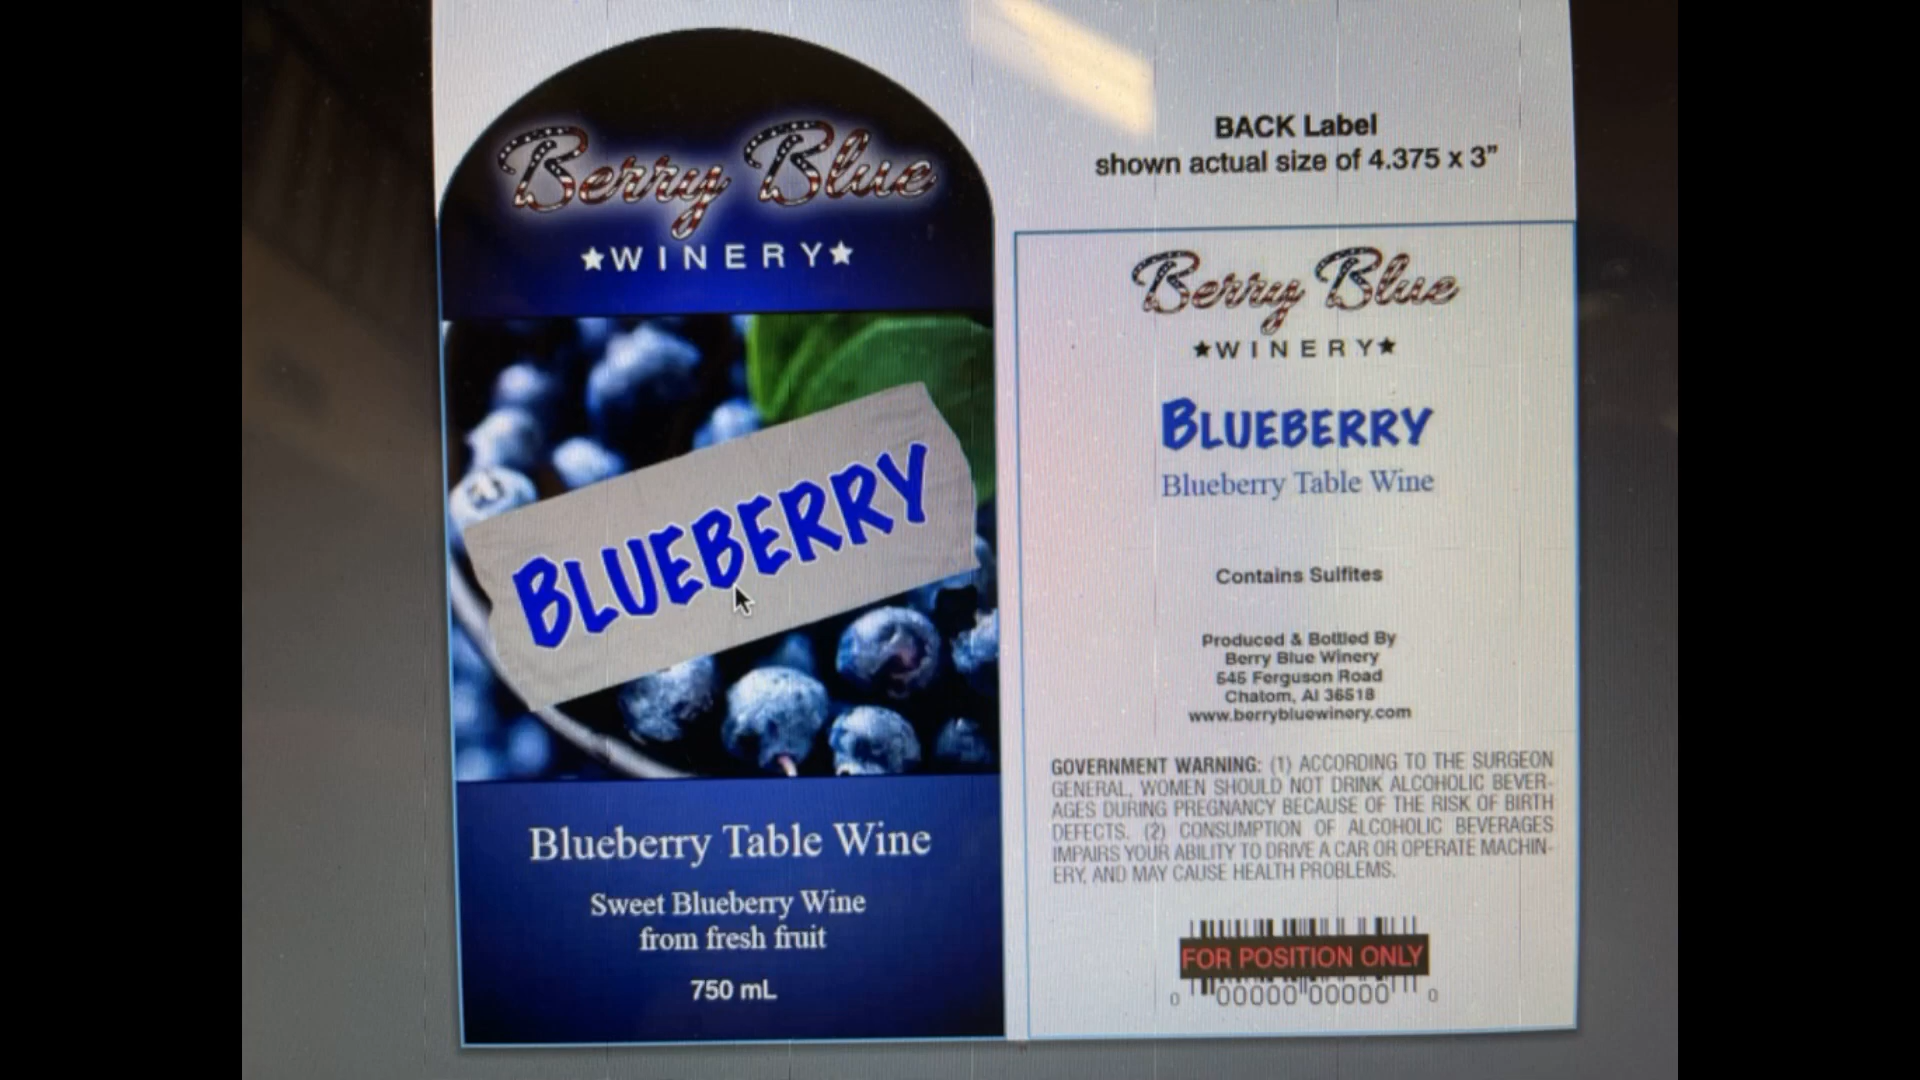 Berry Blue
★WINERY★
BLUEBERRY
Blueberry Table Wine
Sweet Blueberry Wine
from fresh fruit
750 mL
BACK Label
shown actual size of 4.375 x 3”
Berry Blue
★WINERY★
BLUEBERRY
Blueberry Table Wine
Contains Sulfites
Produced & Bottled By
Berry Blue Winery
545 Ferguson Road
Chatom, Al 36518
www.berrybluewinery.com
GOVERNMENT WARNING: (1) ACCORDING TO THE SURGEON
GENERAL, WOMEN SHOULD NOT DRINK ALCOHOLIC BEVER-
AGES DURING PREGNANCY BECAUSE OF THE RISK OF BIRTH
DEFECTS. (2) CONSUMPTION OF ALCOHOLIC BEVERAGES
IMPAIRS YOUR ABILITY TO DRIVE A CAR OR OPERATE MACHIN-
ERY, AND MAY CAUSE HEALTH PROBLEMS.
FOR POSITION ONLY
0 00000 00000 0